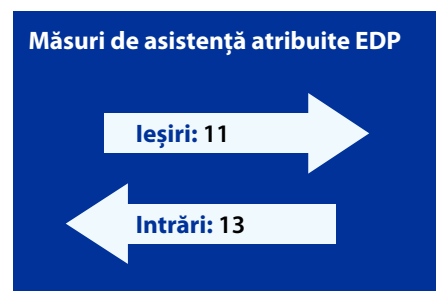 Măsuri de asistență atribuite EDP
Ieșiri: 11
Intrări: 13